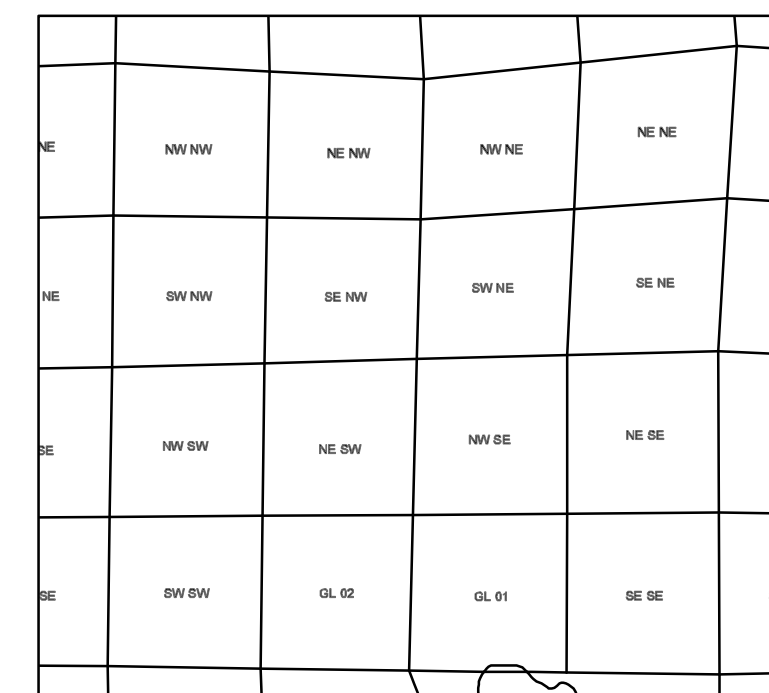 NE NW NW NE NW NW NE NE NE
NE SW NW SE NW SW NE SE NE
SE NW SW NE SW NW SE NE SE
SE SW SW GL 02 GL 01 SE SE